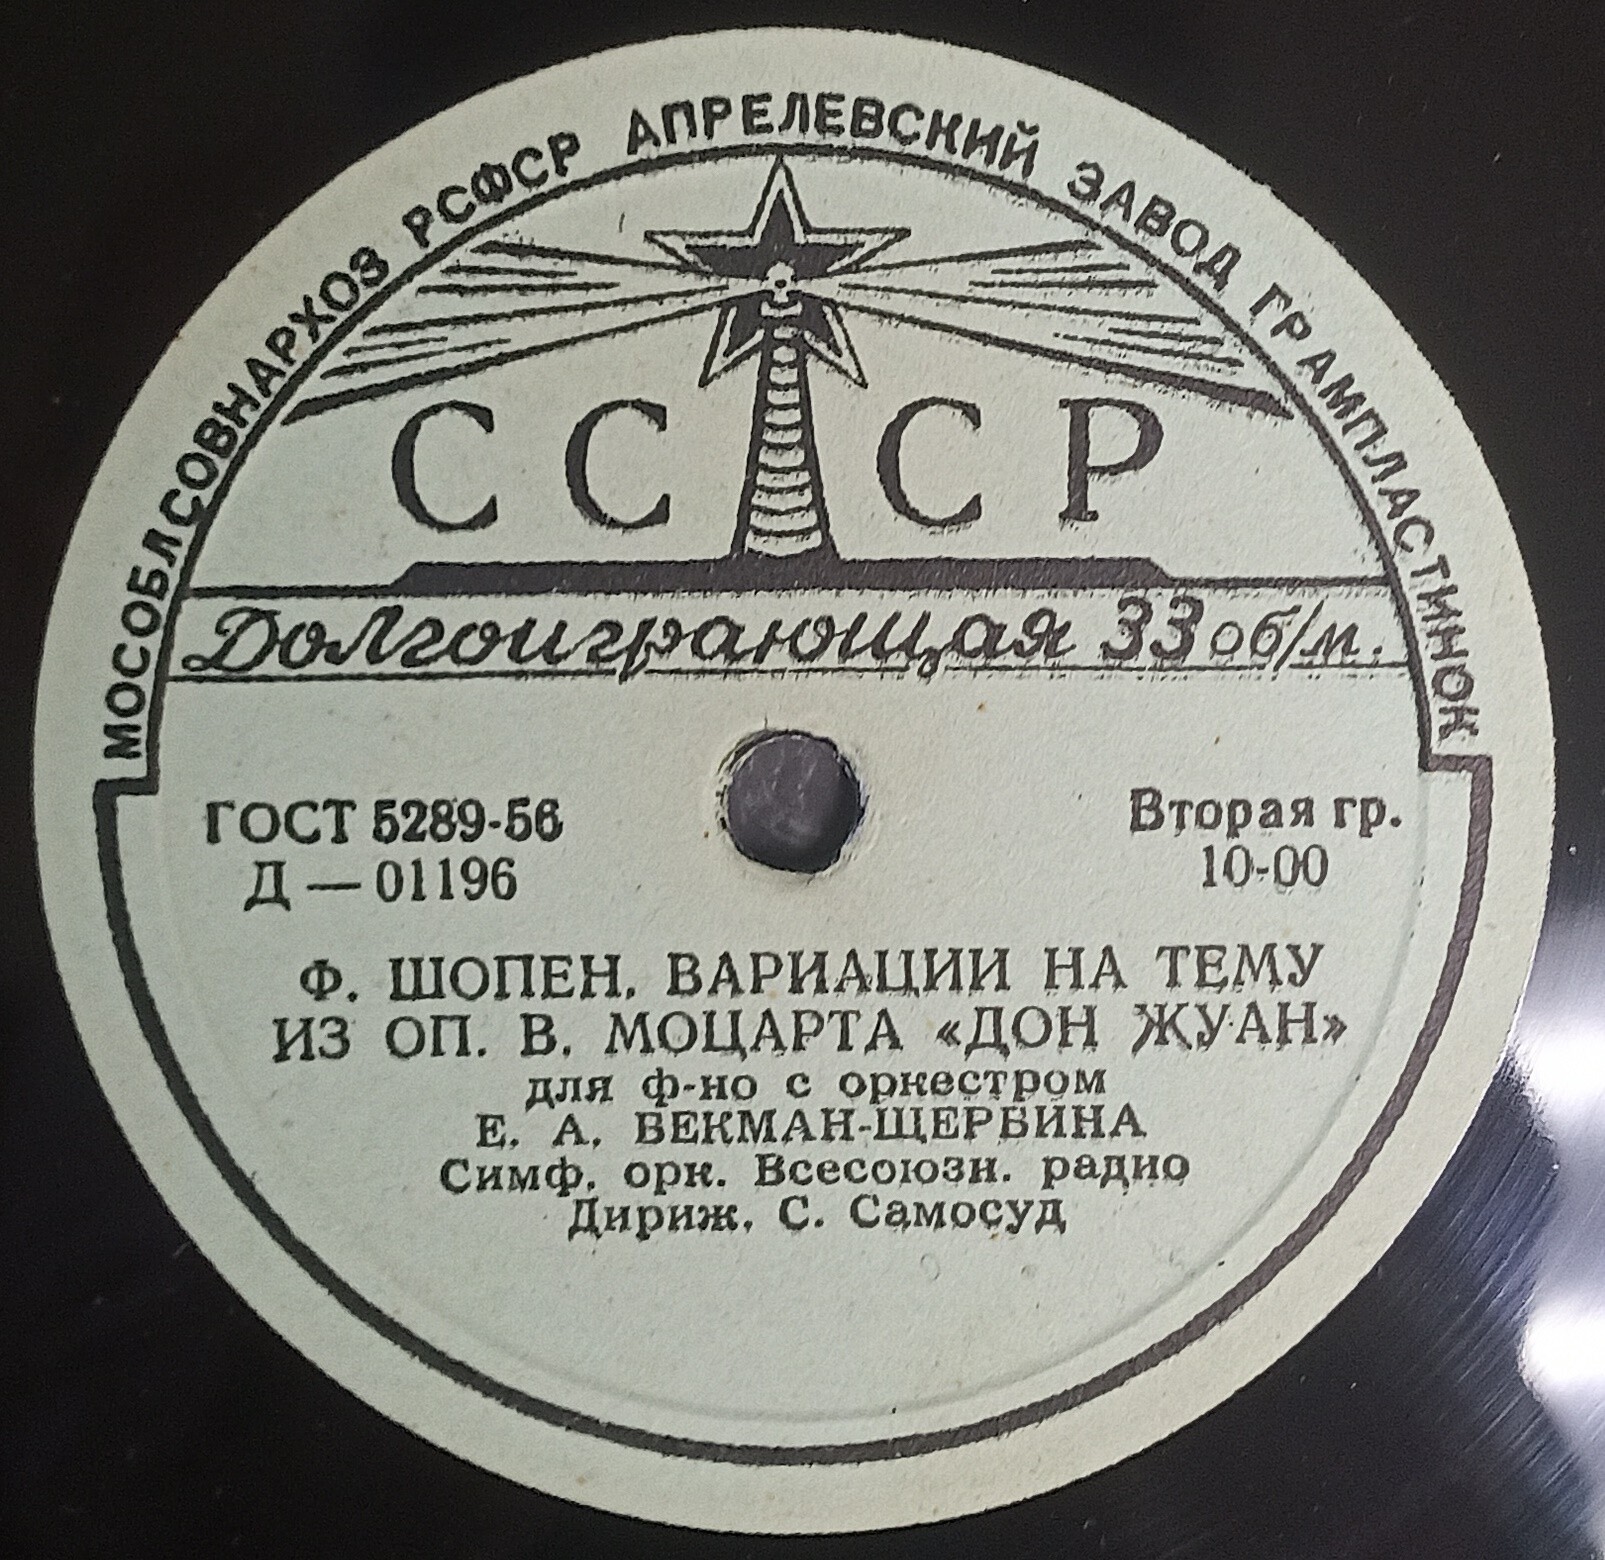 МОСОБЛСОВНАРХОЗ РСФСР АПРЕЛЕВСКИЙ ЗАВОД ГРАМПЛАСТИНОК
СССР
Долгоиграющая 33 об/м.
ГОСТ 5289-56
Д — 01196
Вторая гр.
10-00
Ф. ШОПЕН. ВАРИАЦИИ НА ТЕМУ
ИЗ ОП. В. МОЦАРТА «ДОН ЖУАН»
для ф-но с оркестром
Е. А. БЕКМАН-ЩЕРБИНА
Симф. орк. Всесоюзн. радио
Дириж. С. Самосуд